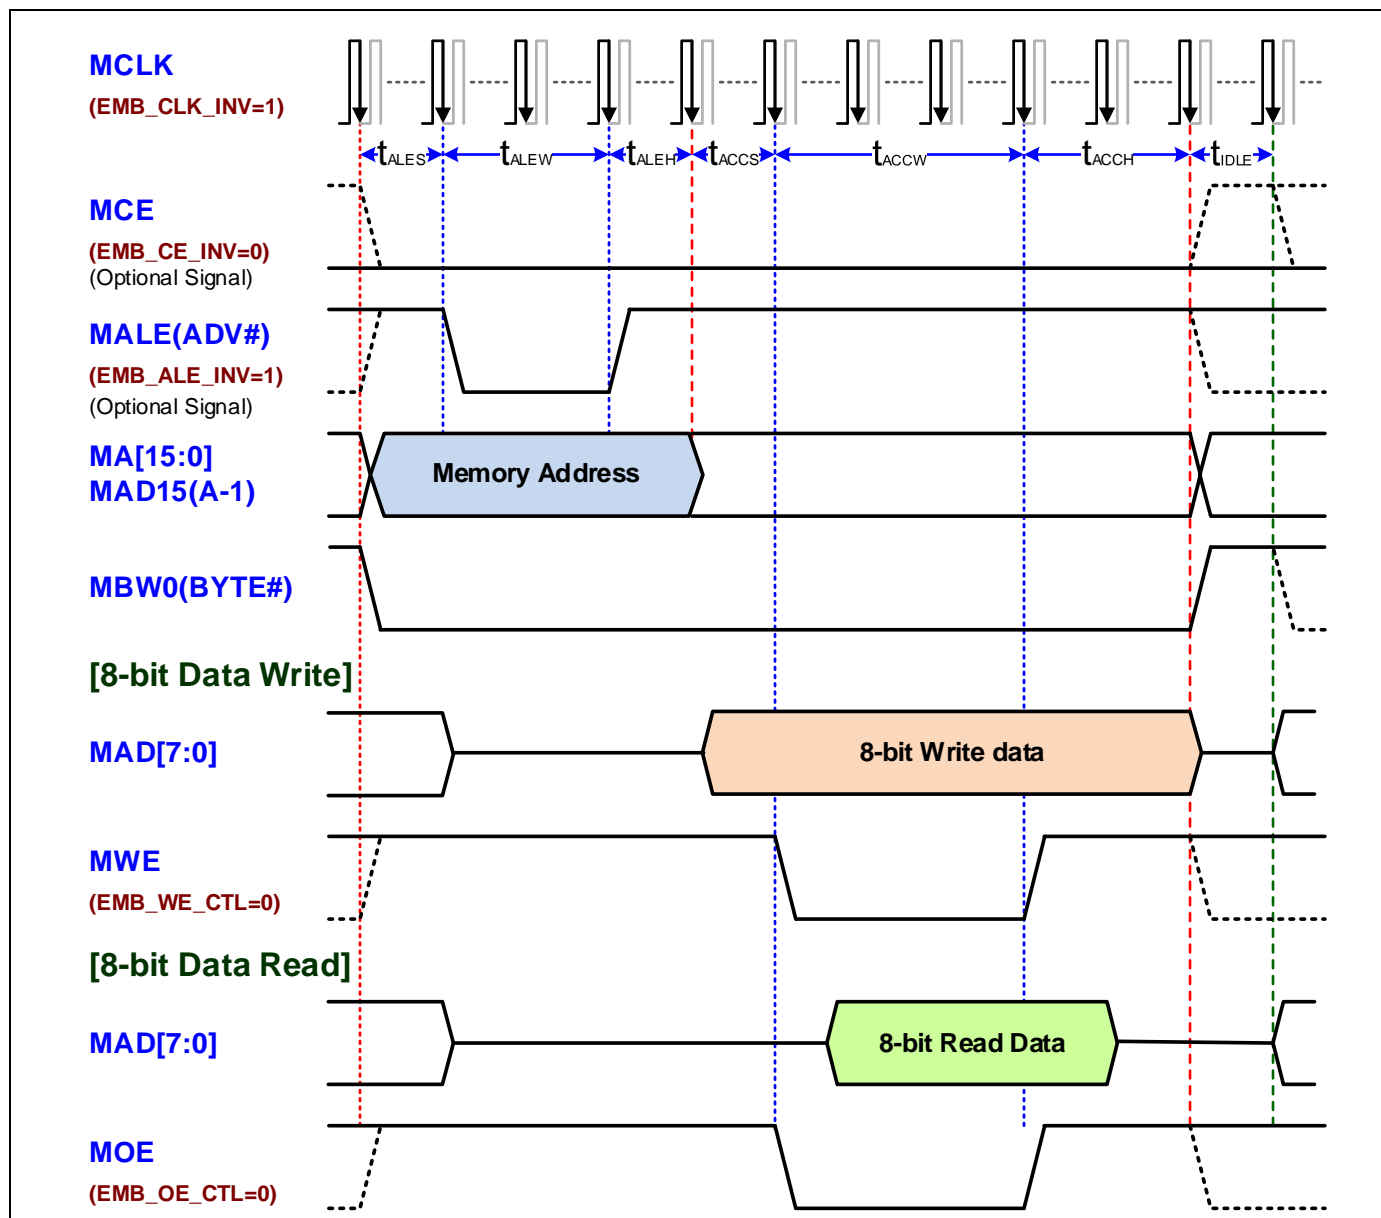 MCLK
(EMB_CLK_INV=1)
tALES tALEW tALEH tACCS tACCW tACCH tIDLE
MCE
(EMB_CE_INV=0)
(Optional Signal)
MALE(ADV#)
(EMB_ALE_INV=1)
(Optional Signal)
MA[15:0]
MAD15(A-1)
Memory Address
MBW0(BYTE#)
[8-bit Data Write]
MAD[7:0]
8-bit Write data
MWE
(EMB_WE_CTL=0)
[8-bit Data Read]
MAD[7:0]
8-bit Read Data
MOE
(EMB_OE_CTL=0)